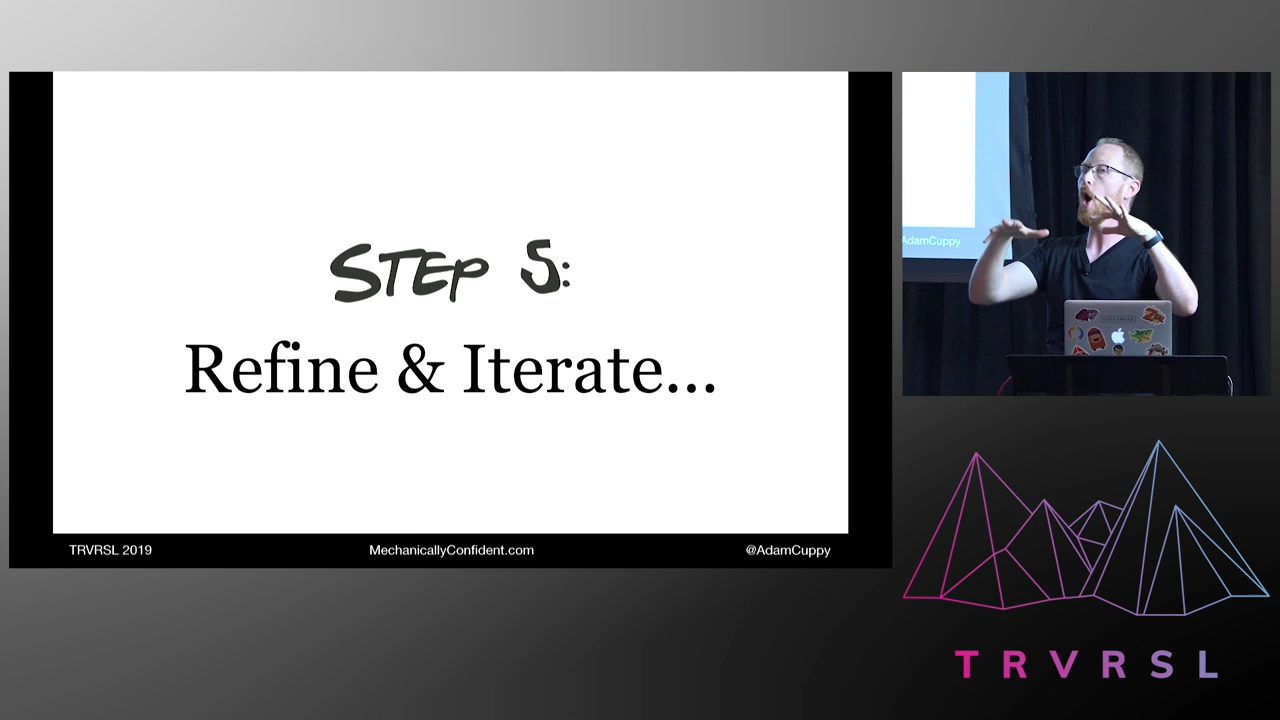 STEP 5:
Refine & Iterate...
TRVRSL 2019
MechanicallyConfident.com
@AdamCuppy
AdamCuppy
TRVRSL